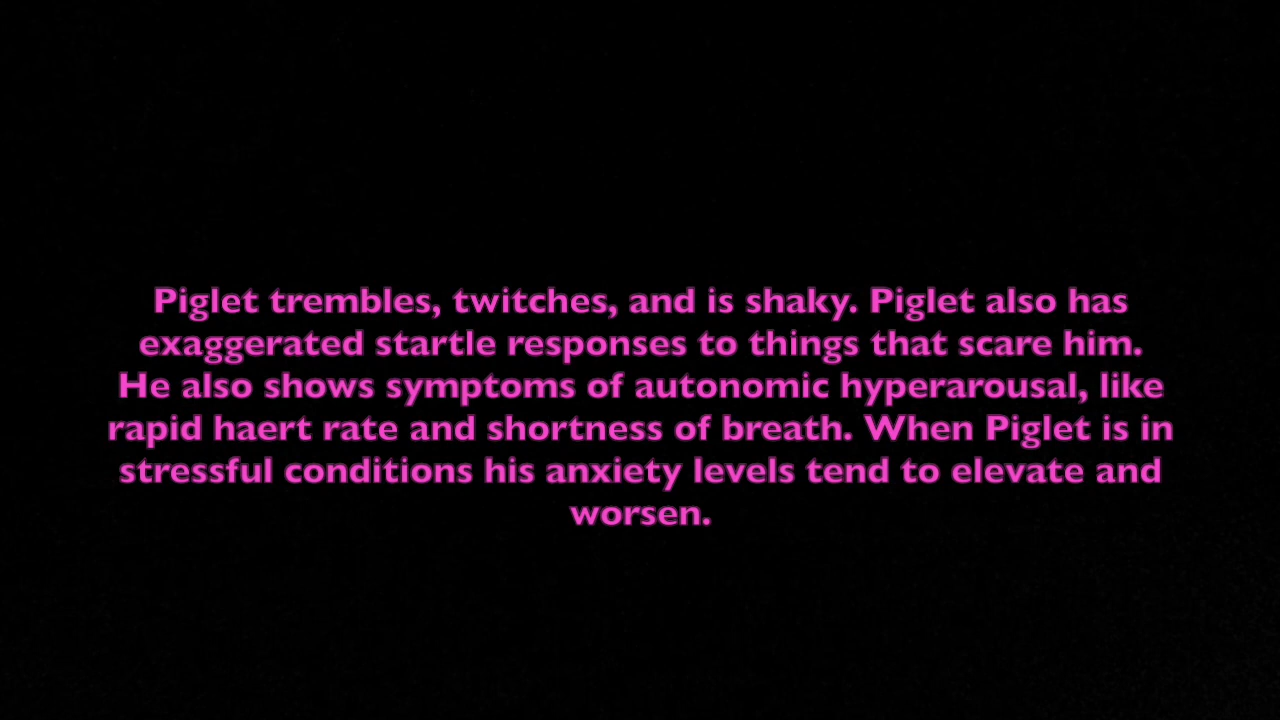 Piglet trembles, twitches, and is shaky. Piglet also has
exaggerated startle responses to things that scare him.
He also shows symptoms of autonomic hyperarousal, like
rapid haert rate and shortness of breath. When Piglet is in
stressful conditions his anxiety levels tend to elevate and
worsen.